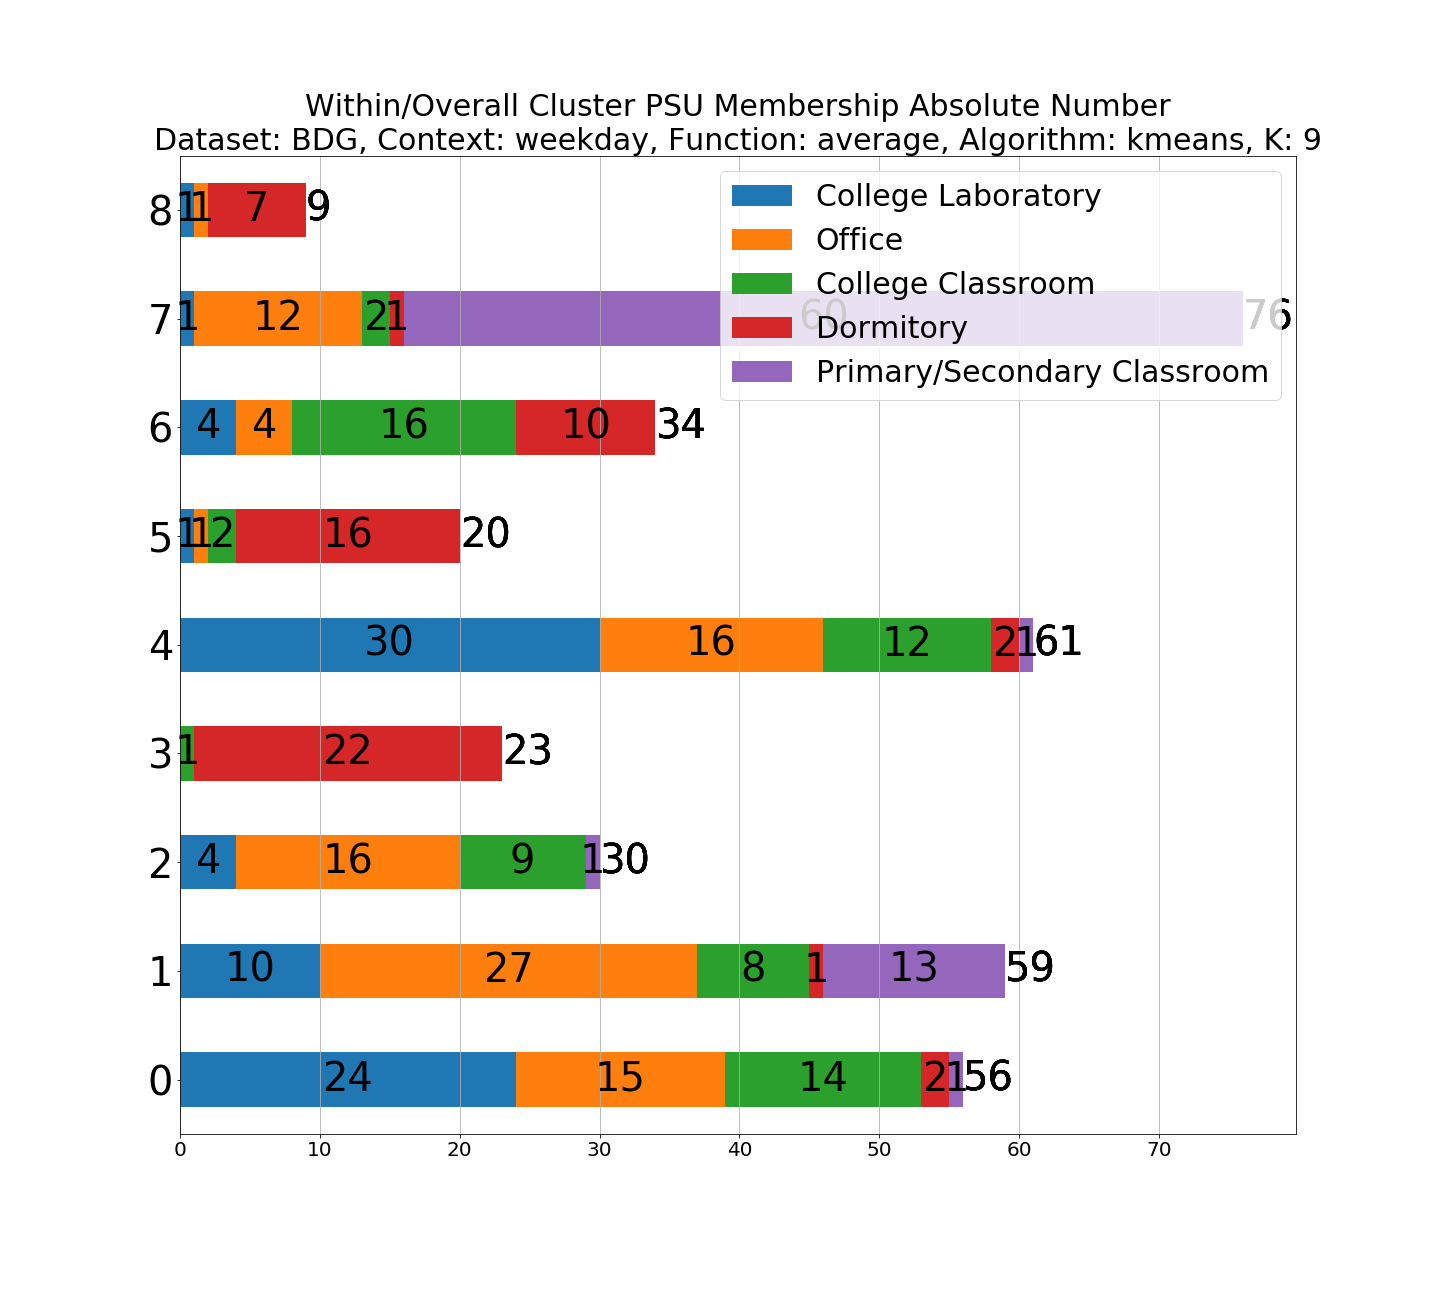 Within/Overall Cluster PSU Membership Absolute Number
Dataset: BDG, Context: weekday, Function: average, Algorithm: kmeans, K: 9
College Laboratory
Office
College Classroom
Dormitory
Primary/Secondary Classroom
8 1 1 7 9
7 1 12 2 1 60 76
6 4 4 16 10 34
5 1 1 2 16 20
4 30 16 12 2 1 61
3 1 22 23
2 4 16 9 1 30
1 10 27 8 1 13 59
0 24 15 14 2 1 56
0 10 20 30 40 50 60 70